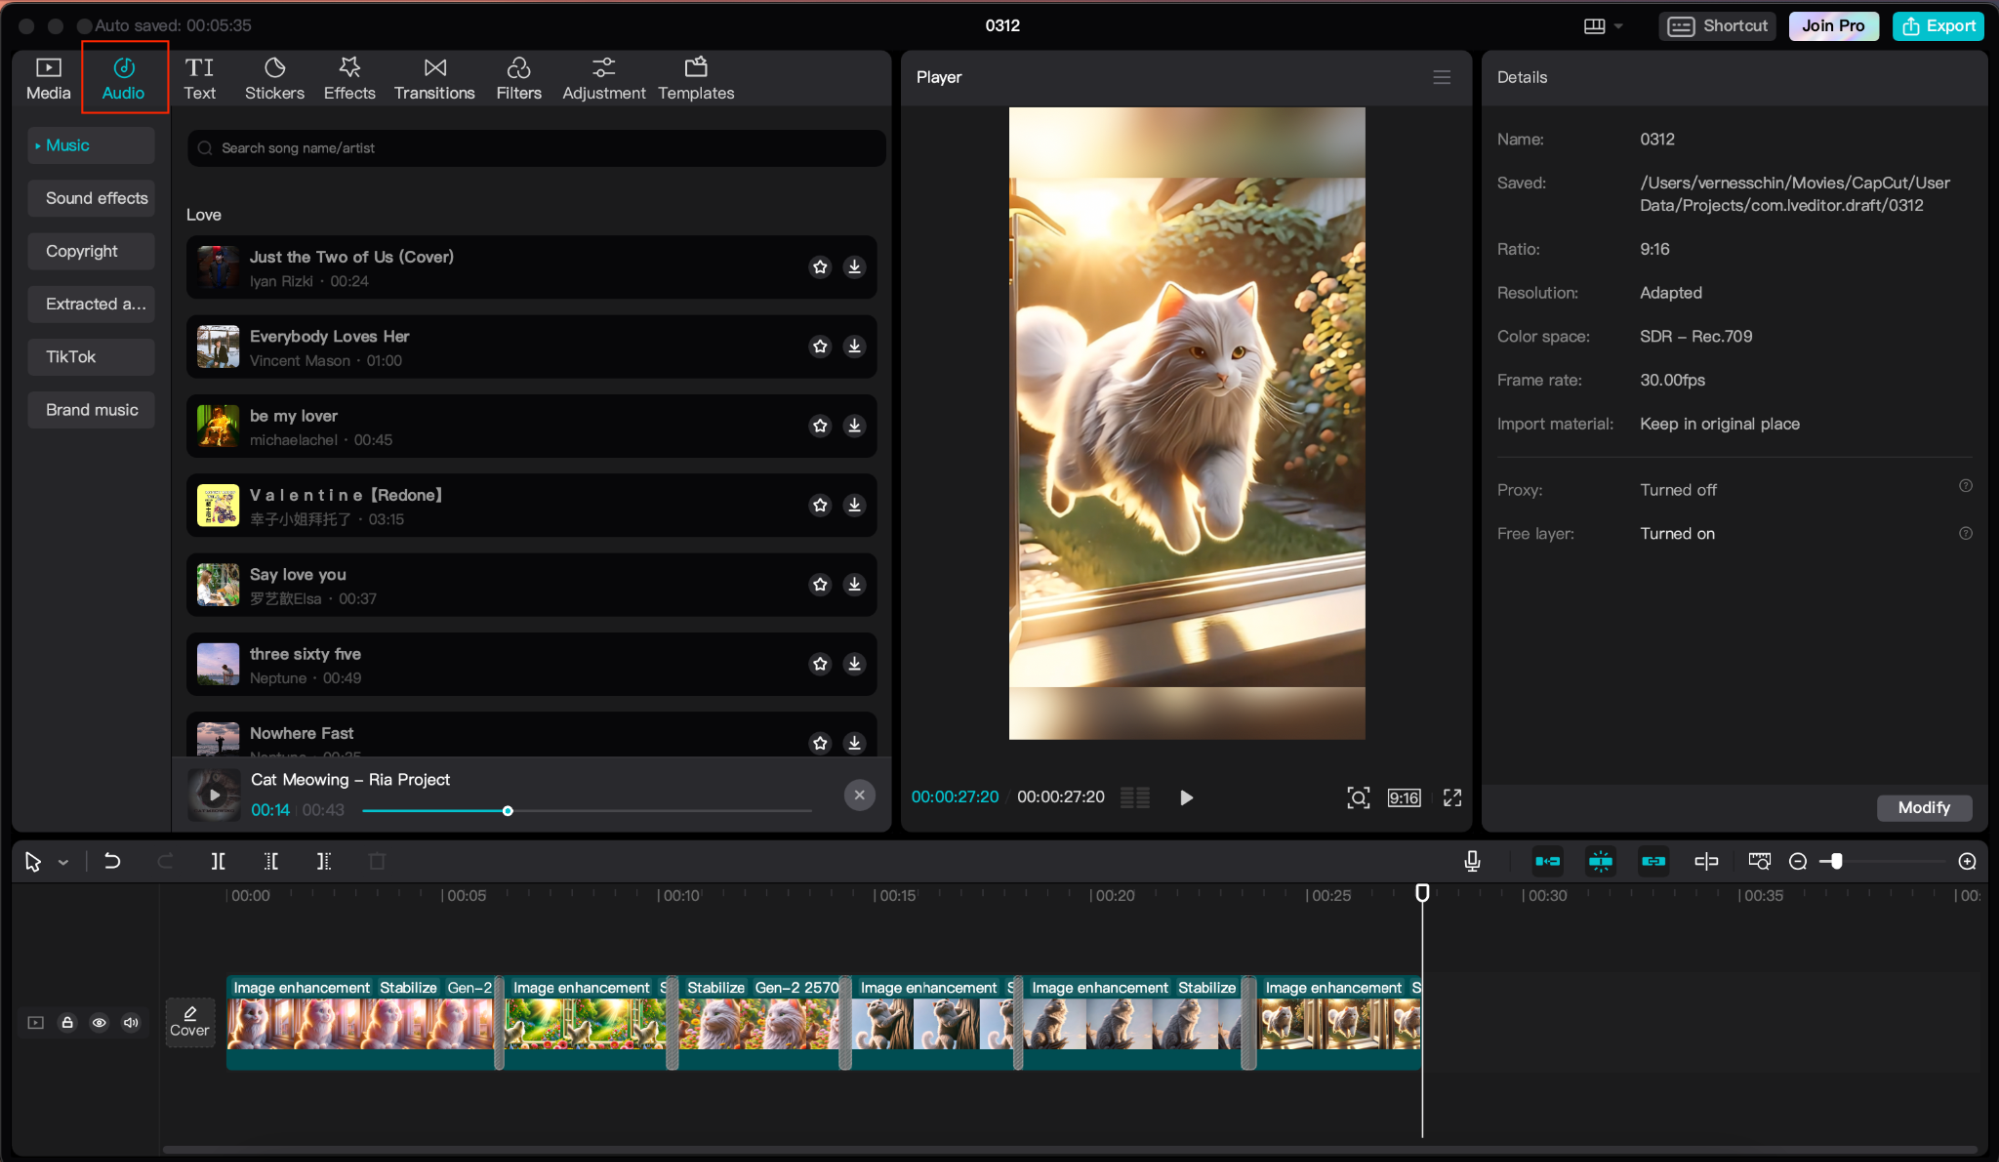 Auto saved: 00:05:35
0312
Shortcut
Join Pro
Export
Media
Audio
TI
Text
Stickers
Effects
Transitions
Filters
Adjustment
Templates
Music
Sound effects
Copyright
Extracted a...
TikTok
Brand music
Search song name/artist
Love
Just the Two of Us (Cover)
Iyan Rizki · 00:24
Everybody Loves Her
Vincent Mason · 01:00
be my lover
michaelachel · 00:45
V a l e n t i n e【Redone】
幸子小姐拜托了 · 03:15
Say love you
罗艺歆Elsa · 00:37
three sixty five
Neptune · 00:49
Nowhere Fast
Neptune · 00:35
Cat Meowing – Ria Project
00:14 00:43
Player
00:00:27:20 00:00:27:20
9:16
Details
Name: 0312
Saved: /Users/vernesschin/Movies/CapCut/User
Data/Projects/com.lveditor.draft/0312
Ratio: 9:16
Resolution: Adapted
Color space: SDR – Rec.709
Frame rate: 30.00fps
Import material: Keep in original place
Proxy: Turned off
Free layer: Turned on
Modify
00:00 00:05 00:10 00:15 00:20 00:25 00:30 00:35 00:
Image enhancement Stabilize Gen-2 Image enhancement S Stabilize Gen-2 2570 Image enhancement S Image enhancement Stabilize Image enhancement S
Cover